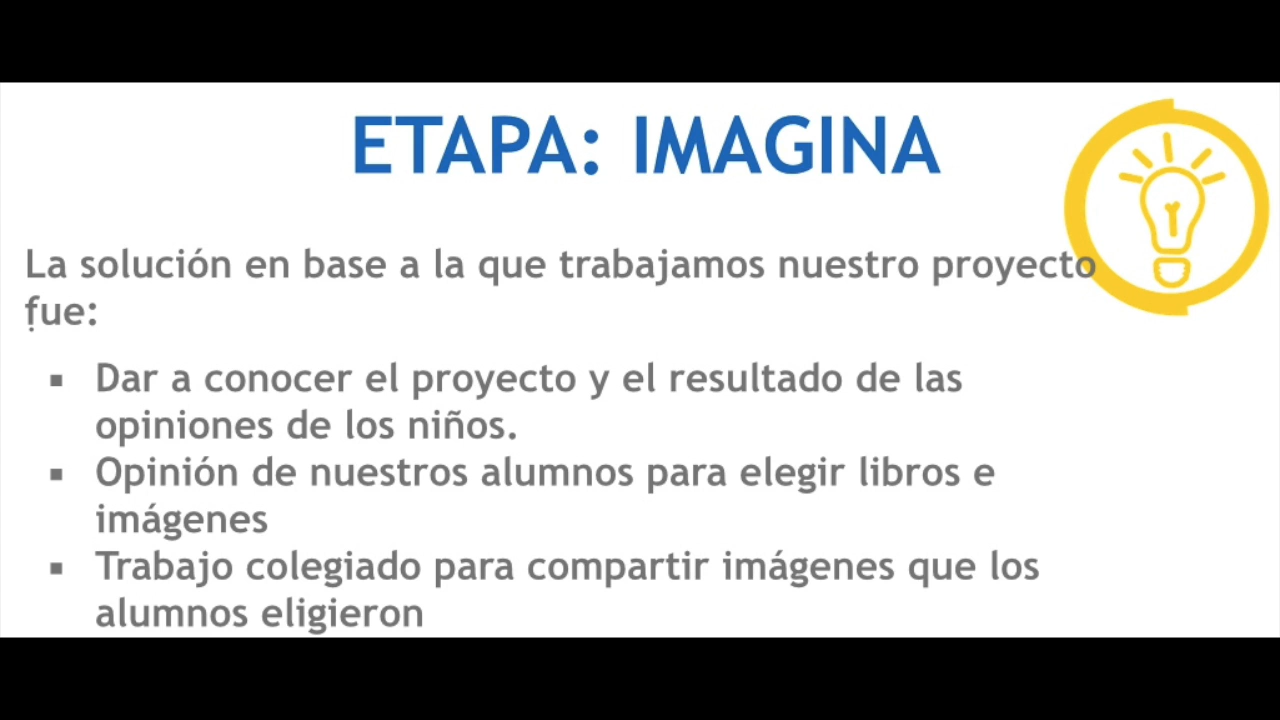 ETAPA: IMAGINA
La solución en base a la que trabajamos nuestro proyecto
fue:
▪ Dar a conocer el proyecto y el resultado de las
opiniones de los niños.
▪ Opinión de nuestros alumnos para elegir libros e
imágenes
▪ Trabajo colegiado para compartir imágenes que los
alumnos eligieron